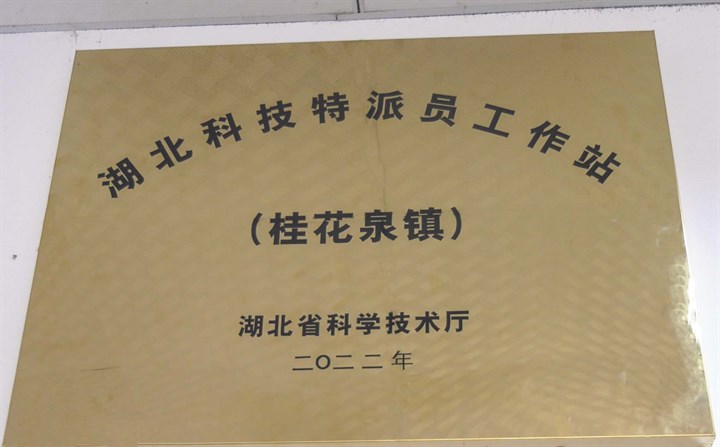 湖北科技特派员工作站
（桂花泉镇）
湖北省科学技术厅
二〇二二年